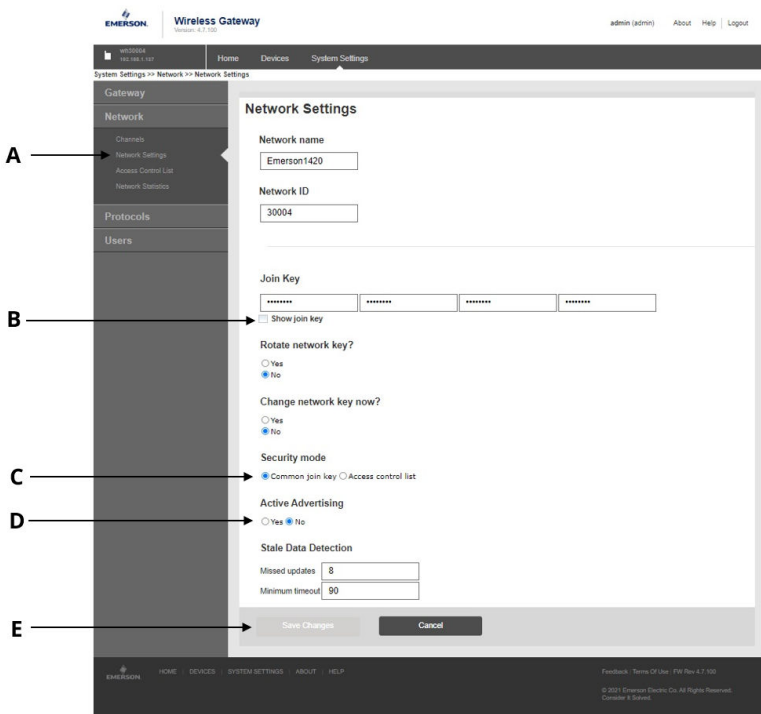 EMERSON.
Wireless Gateway
Version: 4.7.100
admin (admin) About Help Logout
192.168.1.197
Home Devices System Settings
System Settings >> Network >> Network Settings
Gateway
Network
Channels
A
Network Settings
Access Control List
Network Statistics
Protocols
Users
Network Settings
Network name
Emerson1420
Network ID
30004
Join Key
•••••••• •••••••• •••••••• ••••••••
B
Show join key
Rotate network key?
Yes
No
Change network key now?
Yes
No
Security mode
C
Common join key Access control list
Active Advertising
D
Yes No
Stale Data Detection
Missed updates 8
Minimum timeout 90
E
Save Changes Cancel
EMERSON.
HOME | DEVICES | SYSTEM SETTINGS | ABOUT | HELP
Feedback | Terms Of Use | FW Rev 4.7.100
© 2021 Emerson Electric Co. All Rights Reserved.
Consider It Solved.